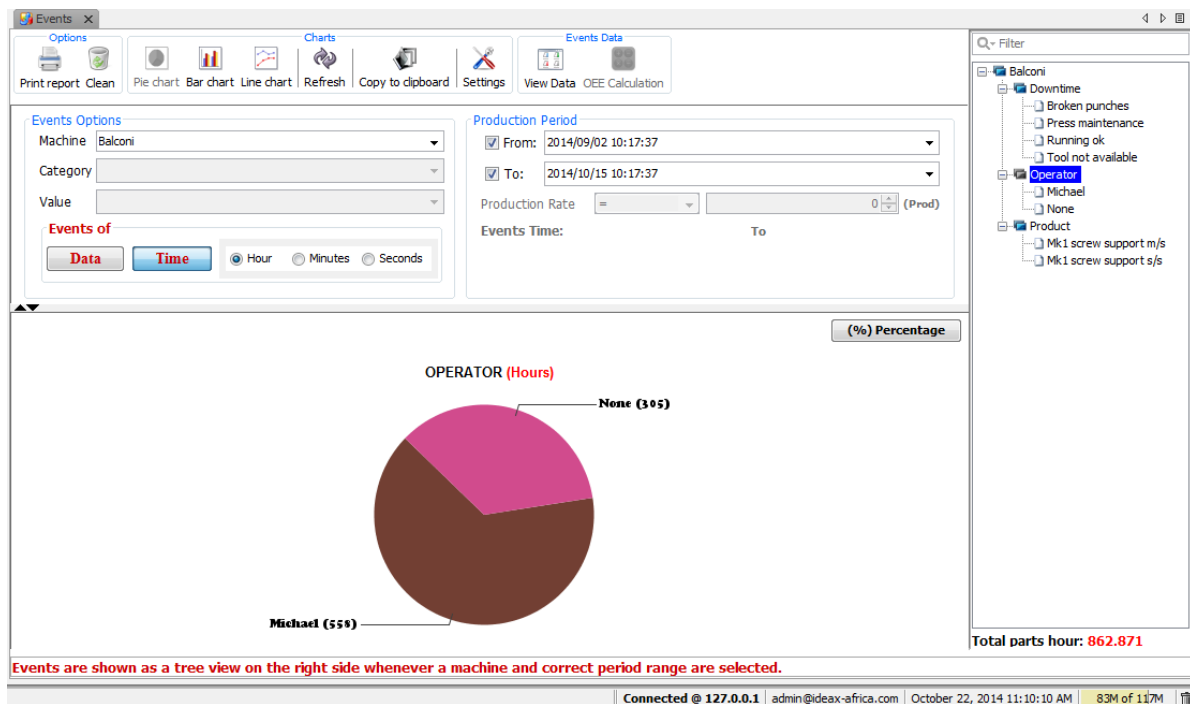 Events
Options
Charts
Events Data
Print report Clean Pie chart Bar chart Line chart Refresh Copy to clipboard Settings View Data OEE Calculation
Events Options
Machine Balconi
Category
Value
Events of
Data Time Hour Minutes Seconds
Production Period
From: 2014/09/02 10:17:37
To: 2014/10/15 10:17:37
Production Rate = 0 (Prod)
Events Time: To
(%) Percentage
OPERATOR (Hours)
None (305)
Michael (558)
Filter
Balconi
Downtime
Broken punches
Press maintenance
Running ok
Tool not available
Operator
Michael
None
Product
Mk1 screw support m/s
Mk1 screw support s/s
Total parts hour: 862.871
Events are shown as a tree view on the right side whenever a machine and correct period range are selected.
Connected @ 127.0.0.1 admin@ideax-africa.com October 22, 2014 11:10:10 AM 83M of 117M